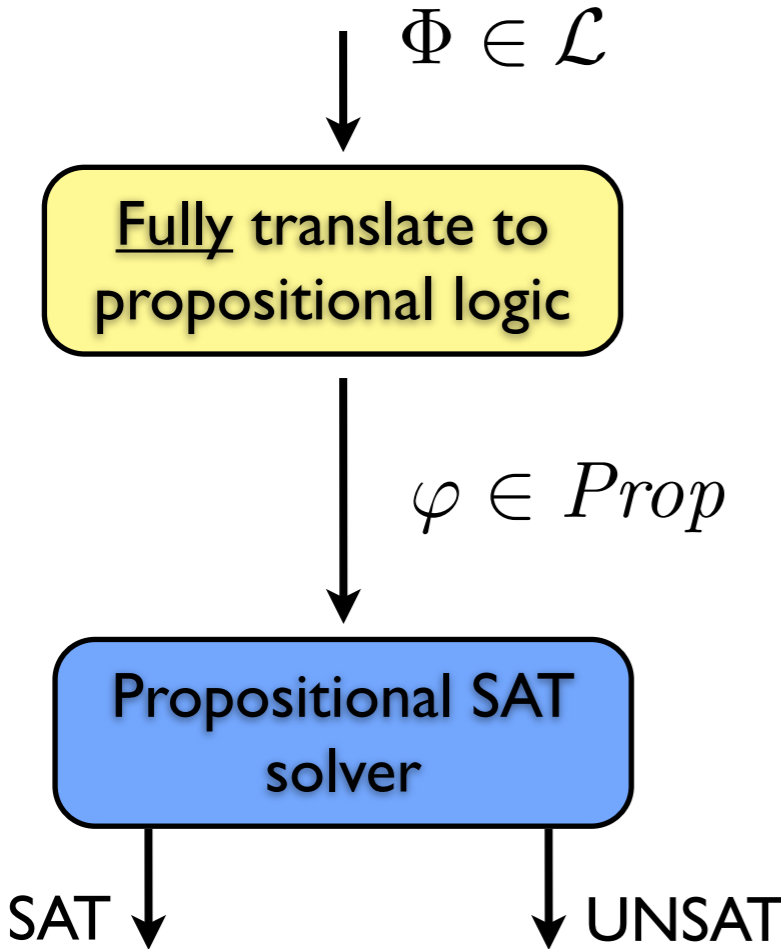 Φ ∈ ℒ
Fully translate to
propositional logic
φ ∈ Prop
Propositional SAT
solver
SAT
UNSAT